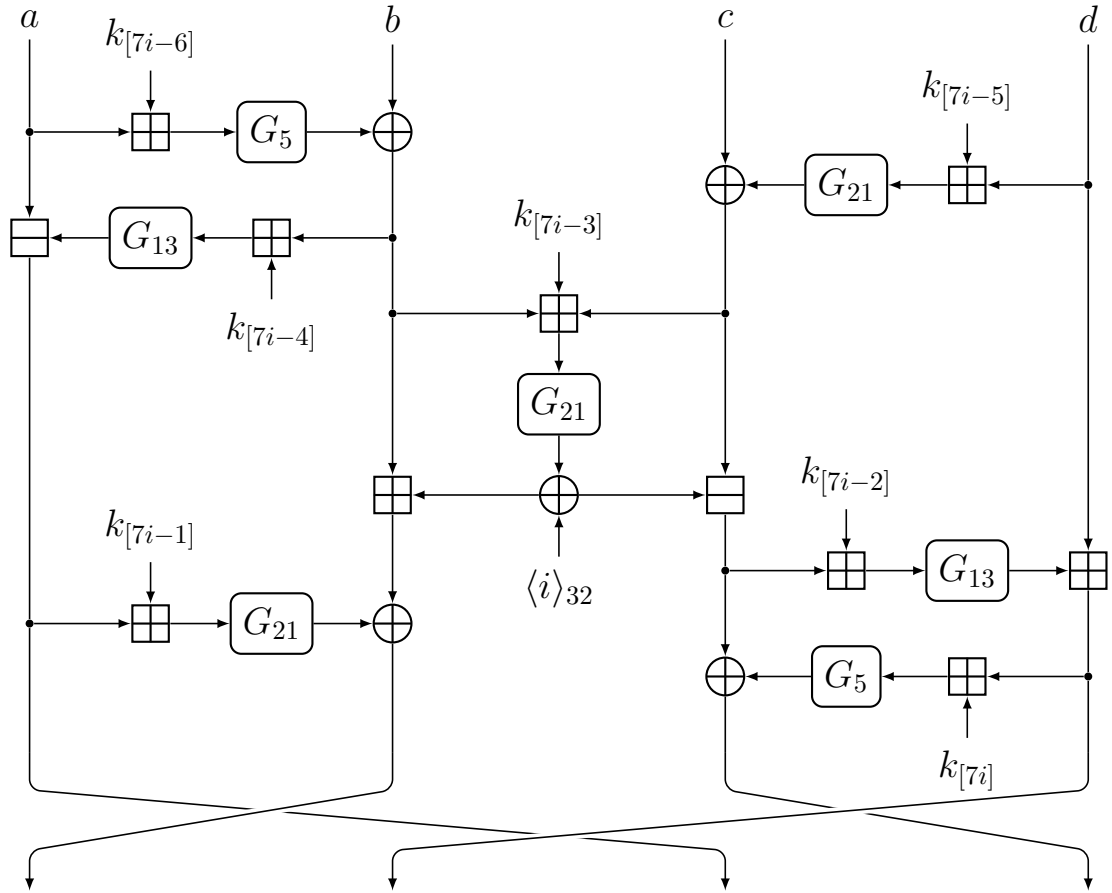 a b c d
k[7i−6]
k[7i−5]
G5
G21
k[7i−3]
G13
k[7i−4]
G21
k[7i−2]
k[7i−1]
G13
⟨i⟩32
G21
G5
k[7i]